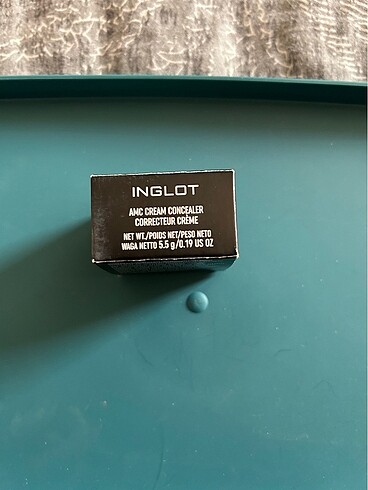 INGLOT
AMC CREAM CONCEALER
CORRECTEUR CRÈME
NET WT./POIDS NET/PESO NETO
WAGA NETTO 5.5 g/0.19 US OZ